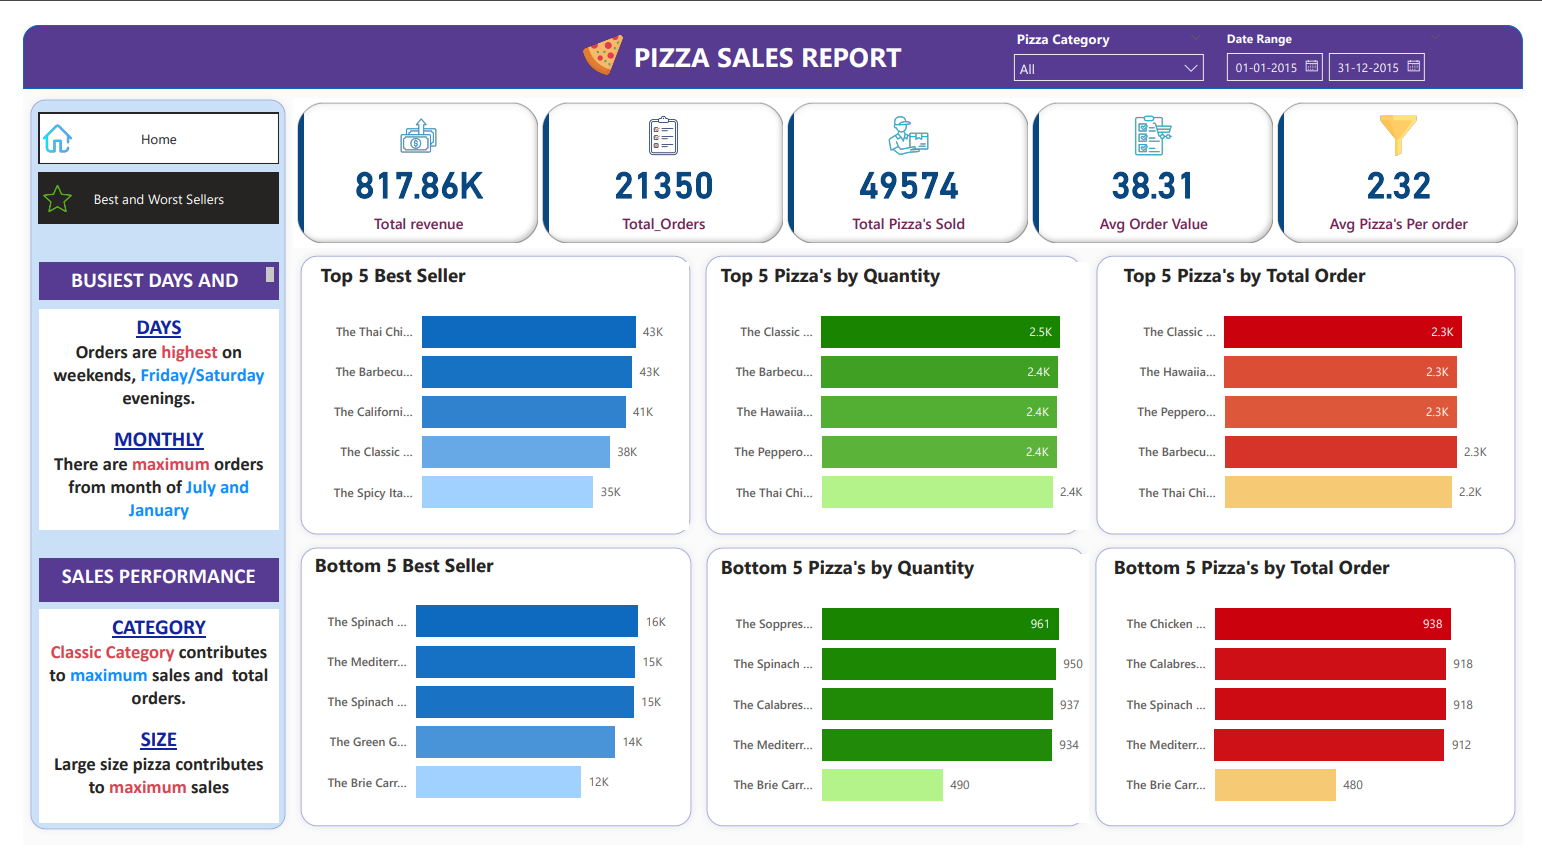 PIZZA SALES REPORT
Pizza Category
All
Date Range
01-01-2015
31-12-2015
Home
Best and Worst Sellers
BUSIEST DAYS AND
DAYS
Orders are highest on
weekends, Friday/Saturday
evenings.
MONTHLY
There are maximum orders
from month of July and
January
SALES PERFORMANCE
CATEGORY
Classic Category contributes
to maximum sales and  total
orders.
SIZE
Large size pizza contributes
to maximum sales
817.86K
Total revenue
21350
Total_Orders
49574
Total Pizza's Sold
38.31
Avg Order Value
2.32
Avg Pizza's Per order
Top 5 Best Seller
The Thai Chi... 43K
The Barbecu... 43K
The Californi... 41K
The Classic ... 38K
The Spicy Ita... 35K
Top 5 Pizza's by Quantity
The Classic ... 2.5K
The Barbecu... 2.4K
The Hawaiia... 2.4K
The Peppero... 2.4K
The Thai Chi... 2.4K
Top 5 Pizza's by Total Order
The Classic ... 2.3K
The Hawaiia... 2.3K
The Peppero... 2.3K
The Barbecu... 2.3K
The Thai Chi... 2.2K
Bottom 5 Best Seller
The Spinach ... 16K
The Mediterr... 15K
The Spinach ... 15K
The Green G... 14K
The Brie Carr... 12K
Bottom 5 Pizza's by Quantity
The Soppres... 961
The Spinach ... 950
The Calabres... 937
The Mediterr... 934
The Brie Carr... 490
Bottom 5 Pizza's by Total Order
The Chicken ... 938
The Calabres... 918
The Spinach ... 918
The Mediterr... 912
The Brie Carr... 480